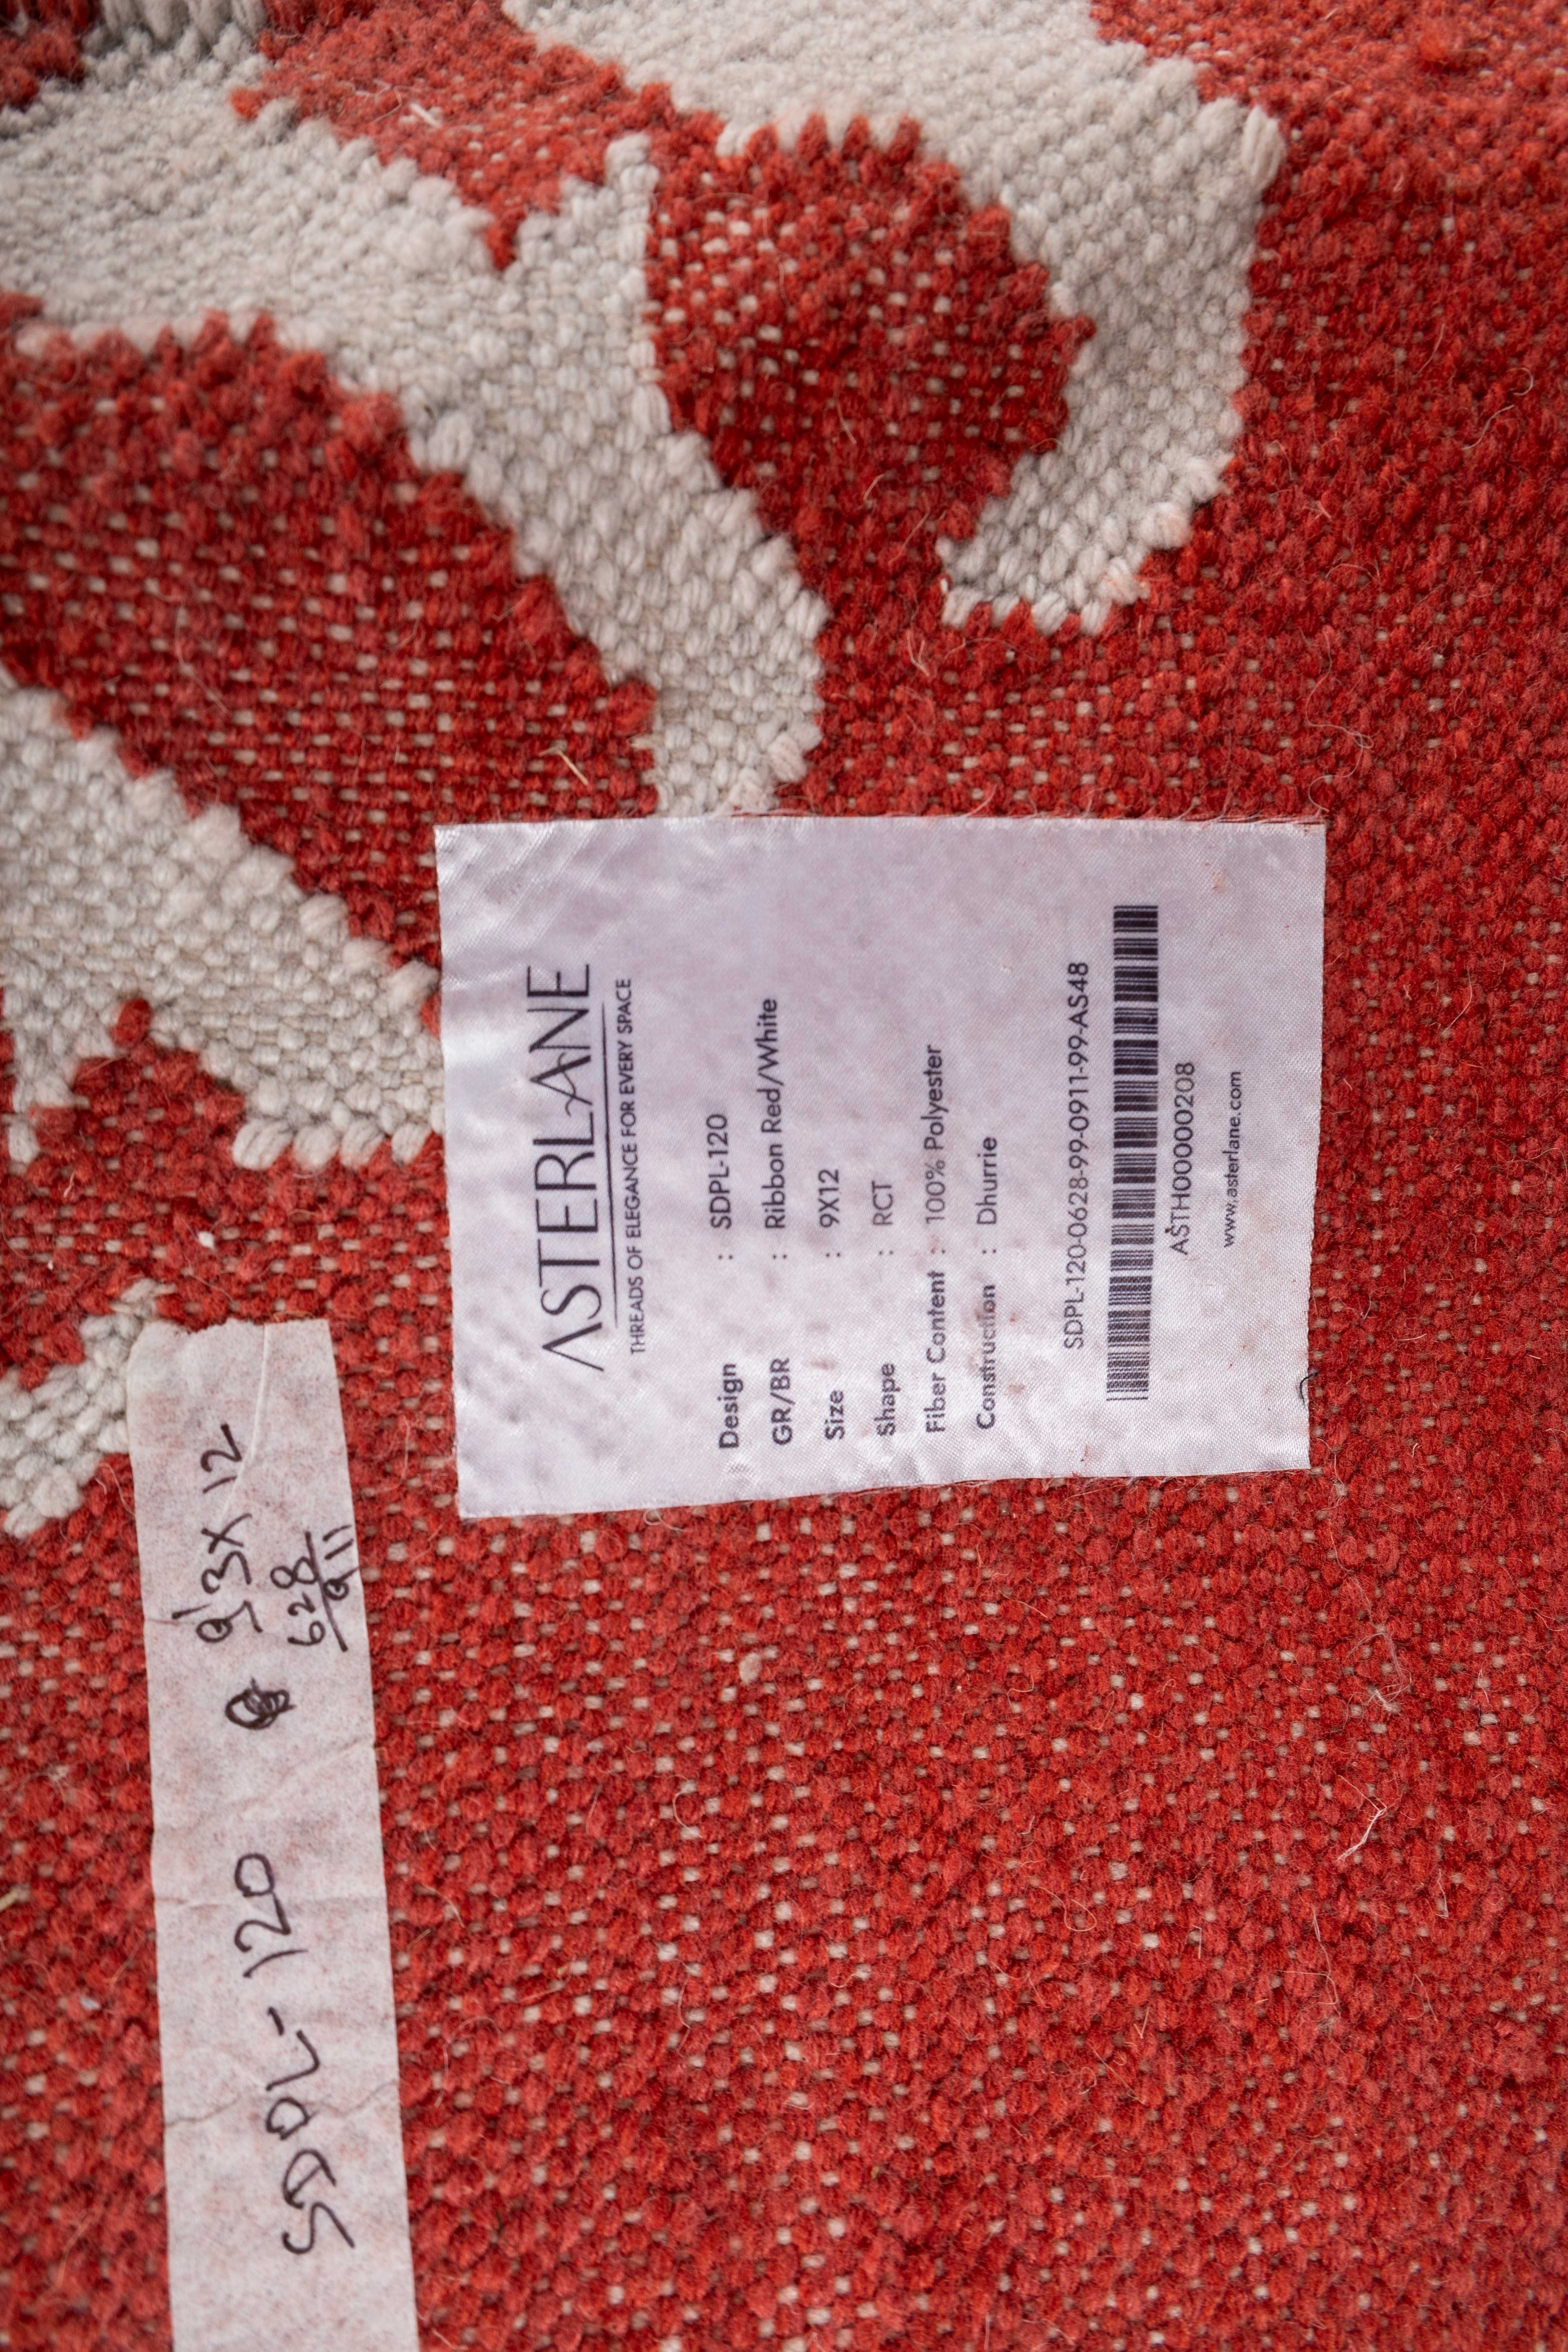 ASTERLANE
THREADS OF ELEGANCE FOR EVERY SPACE
Design : SDPL-120
GR/BR : Ribbon Red/White
Size : 9X12
Shape : RCT
Fiber Content : 100% Polyester
Construction : Dhurrie
SDPL-120-0628-99-0911-99-AS48
ASTH00000208
www.asterlane.com
SDPL-120 9'3X12
628
911